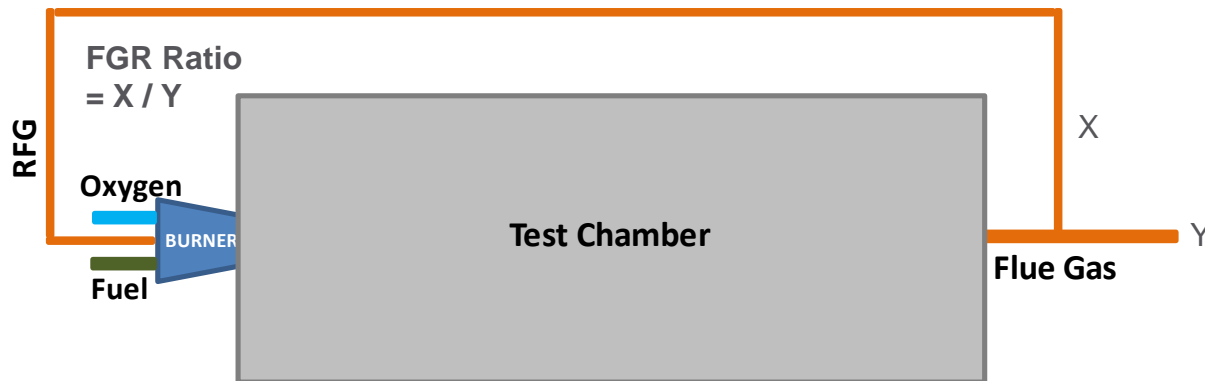 FGR Ratio
= X / Y
RFG
X
Oxygen
BURNER
Test Chamber
Y
Flue Gas
Fuel